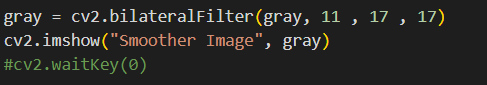 gray = cv2.bilateralFilter(gray, 11 , 17 , 17)
cv2.imshow("Smoother Image", gray)
#cv2.waitKey(0)